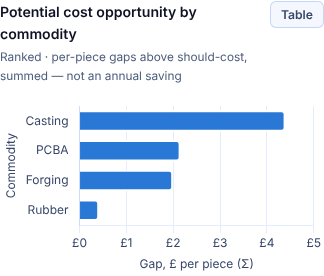 Potential cost opportunity by
commodity
Table
Ranked · per-piece gaps above should-cost,
summed — not an annual saving
Commodity
Casting
PCBA
Forging
Rubber
£0 £1 £2 £3 £4 £5
Gap, £ per piece (Σ)